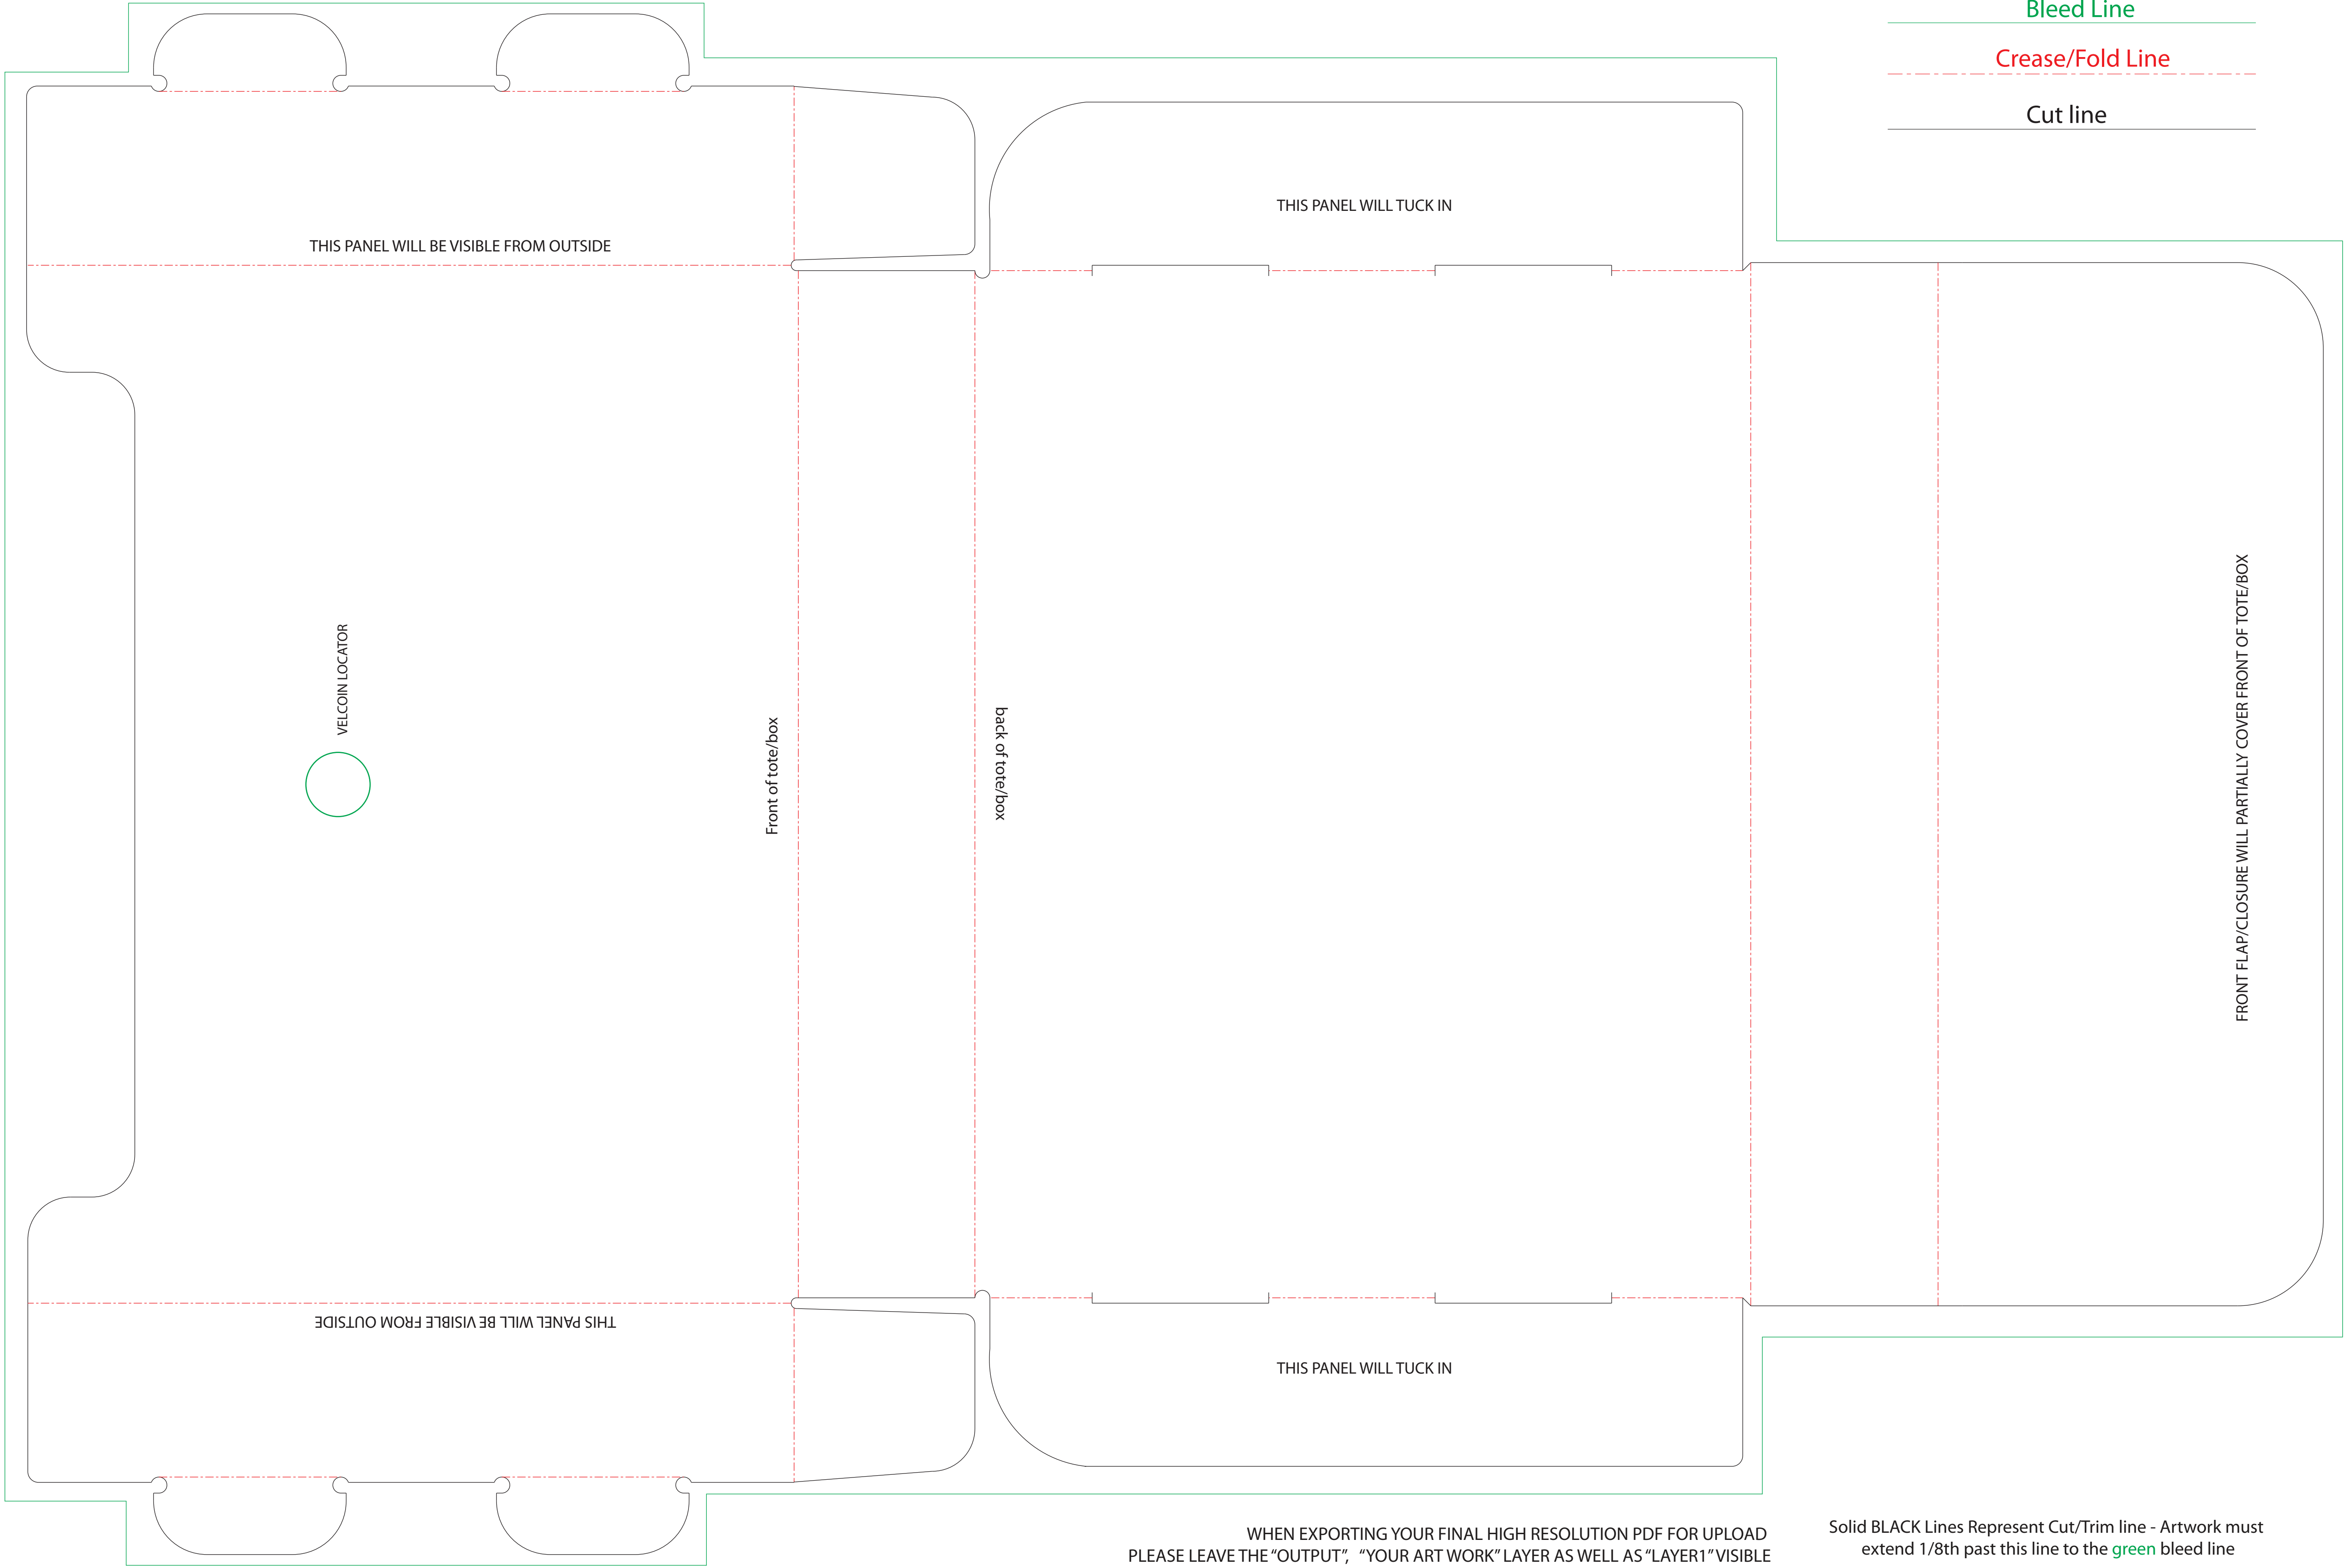 Bleed Line
Crease/Fold Line
Cut line
THIS PANEL WILL TUCK IN
THIS PANEL WILL BE VISIBLE FROM OUTSIDE
VELCOIN LOCATOR
Front of tote/box
back of tote/box
FRONT FLAP/CLOSURE WILL PARTIALLY COVER FRONT OF TOTE/BOX
THIS PANEL WILL BE VISIBLE FROM OUTSIDE
THIS PANEL WILL TUCK IN
WHEN EXPORTING YOUR FINAL HIGH RESOLUTION PDF FOR UPLOAD
PLEASE LEAVE THE “OUTPUT”, “YOUR ART WORK” LAYER AS WELL AS “LAYER1” VISIBLE
Solid BLACK Lines Represent Cut/Trim line - Artwork must
extend 1/8th past this line to the green bleed line